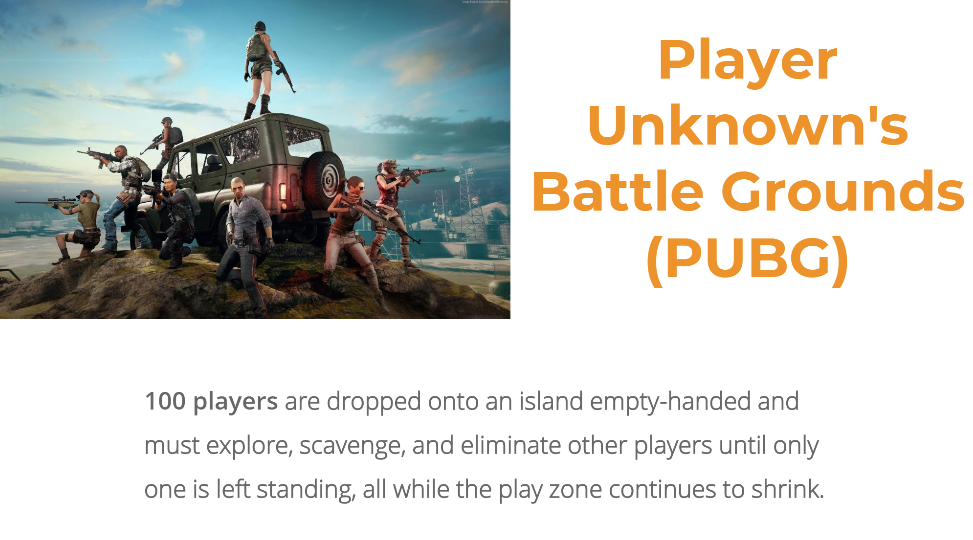 Player
Unknown's
Battle Grounds
(PUBG)
100 players are dropped onto an island empty-handed and
must explore, scavenge, and eliminate other players until only
one is left standing, all while the play zone continues to shrink.